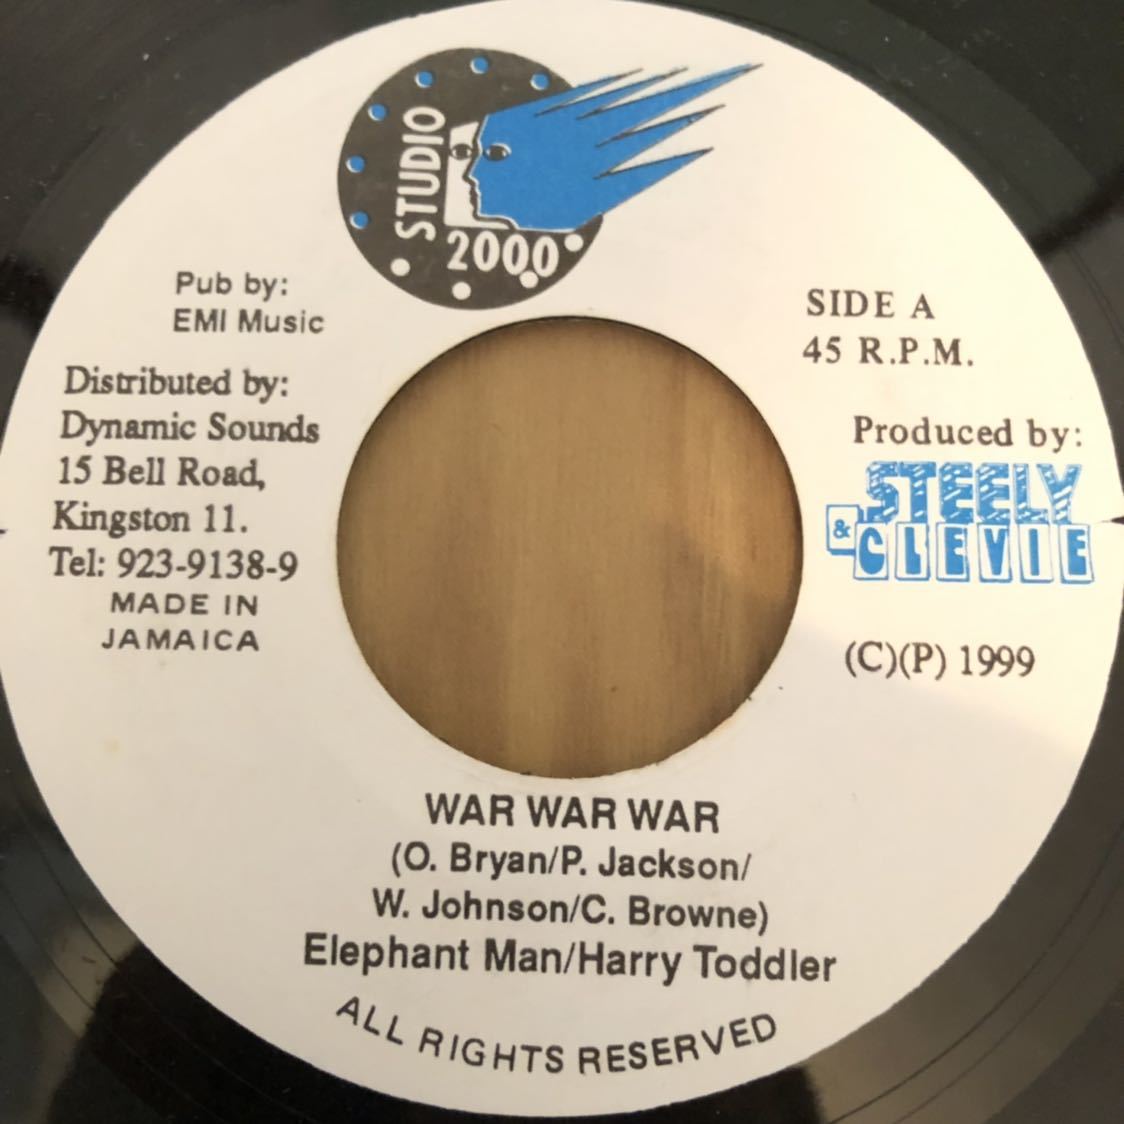 STUDIO
2000
Pub by:
EMI Music
Distributed by:
Dynamic Sounds
15 Bell Road,
Kingston 11.
Tel: 923-9138-9
MADE IN
JAMAICA
SIDE A
45 R.P.M.
Produced by:
STEELY
& CLEVIE
(C)(P) 1999
WAR WAR WAR
(O. Bryan/P. Jackson/
W. Johnson/C. Browne)
Elephant Man/Harry Toddler
ALL RIGHTS RESERVED